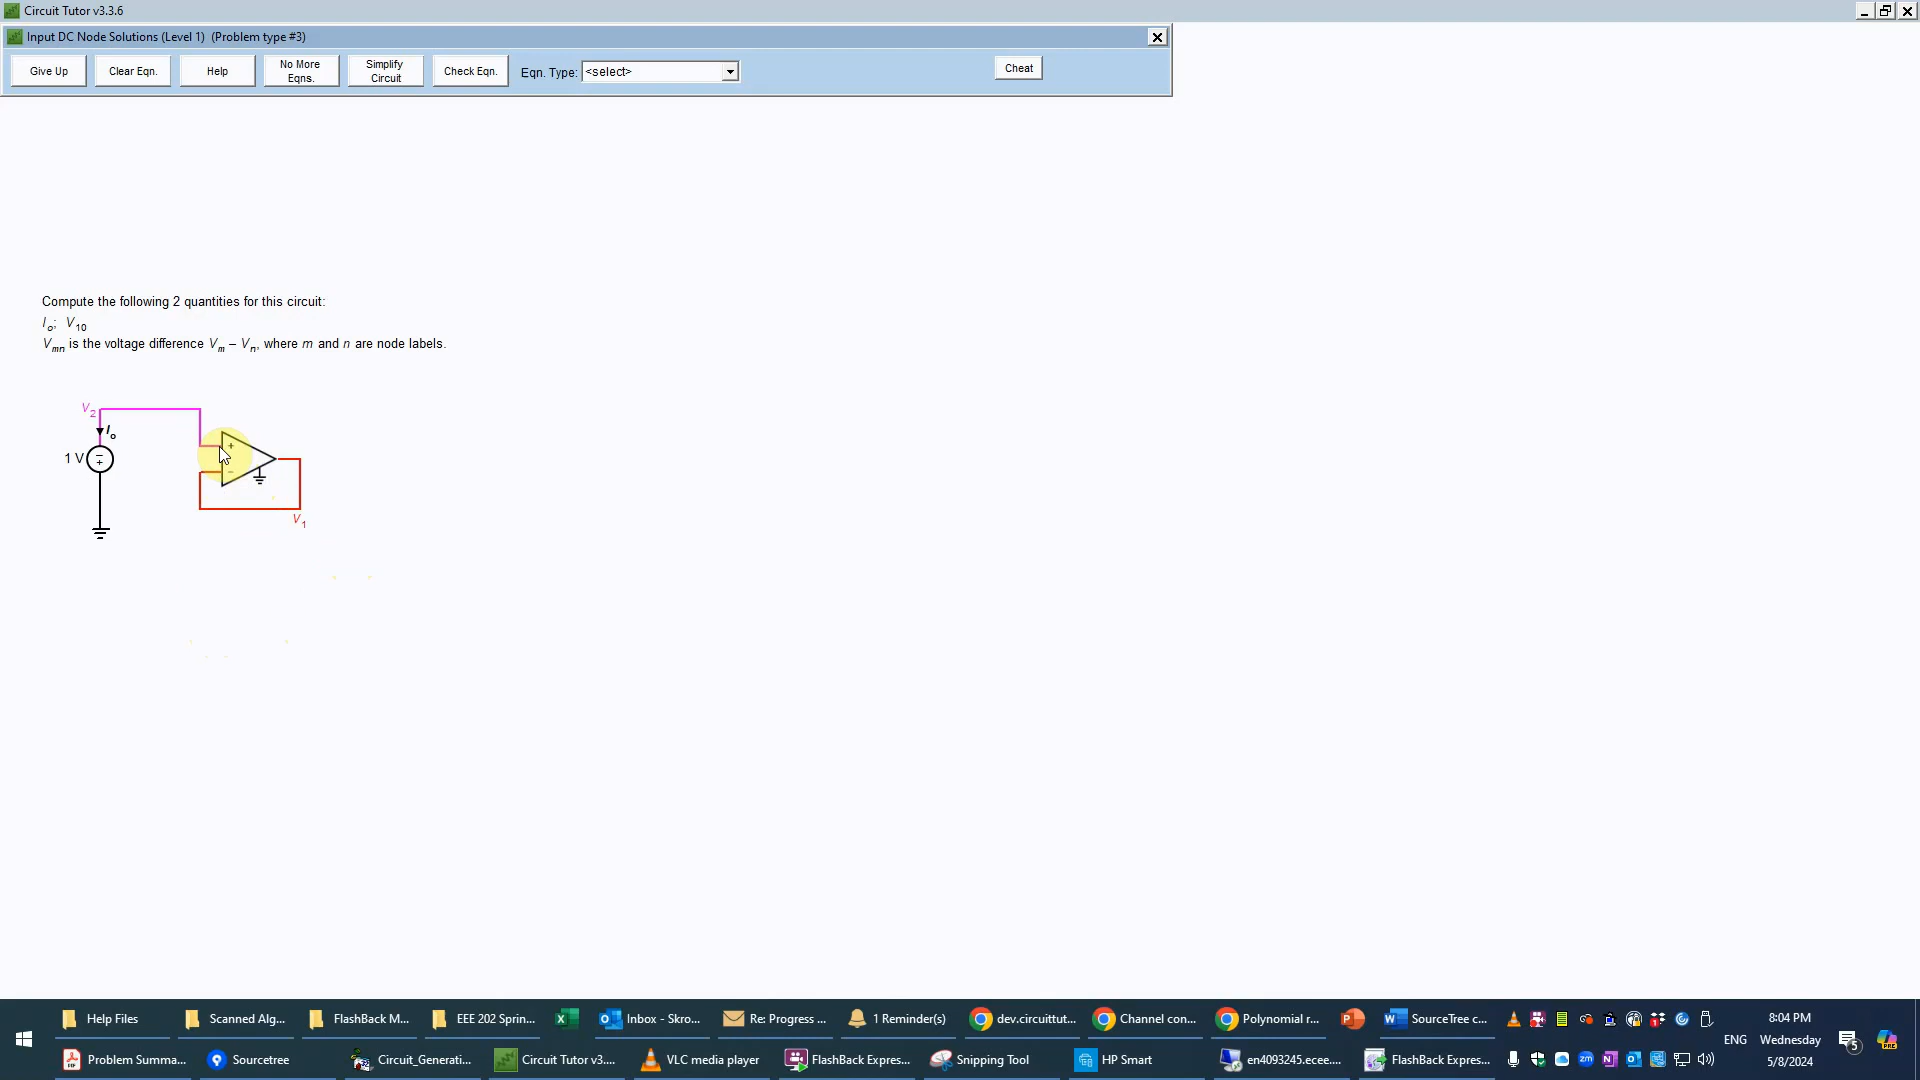 Circuit Tutor v3.3.6
Input DC Node Solutions (Level 1) (Problem type #3)
Give Up
Clear Eqn.
Help
No More Eqns.
Simplify Circuit
Check Eqn.
Eqn. Type: <select>
Cheat
Compute the following 2 quantities for this circuit:
Io; V10
Vmn is the voltage difference Vm – Vn, where m and n are node labels.
V2
Io
1 V
V1
Help Files
Scanned Alg...
FlashBack M...
EEE 202 Sprin...
Inbox - Skro...
Re: Progress ...
1 Reminder(s)
dev.circuittut...
Channel con...
Polynomial r...
SourceTree c...
8:04 PM
ENG
Wednesday
5/8/2024
5
Problem Summa...
Sourcetree
Circuit_Generati...
Circuit Tutor v3....
VLC media player
FlashBack Expres...
Snipping Tool
HP Smart
en4093245.ecee....
FlashBack Expres...